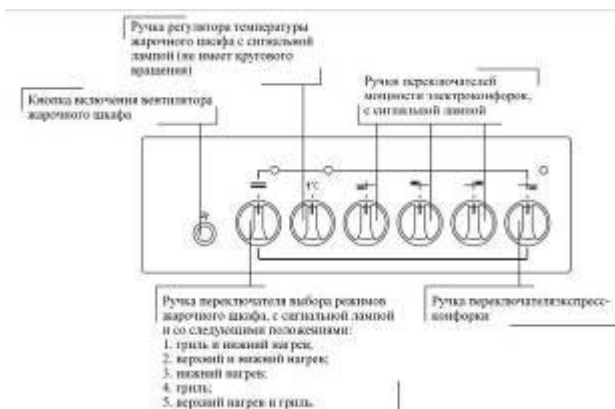 Ручка регулятора температуры
жарочного шкафа с сигнальной
лампой (не имеет кругового
вращения)
Ручки переключателей
мощности электроконфорок,
с сигнальной лампой
Кнопка включения вентилятора
жарочного шкафа
t°C
Ручка переключателя выбора режимов
жарочного шкафа, с сигнальной лампой
и со следующими положениями:
1. гриль и нижний нагрев;
2. верхний и нижний нагрев;
3. нижний нагрев;
4. гриль;
5. верхний нагрев и гриль.
Ручка переключателяэкспресс-
конфорки